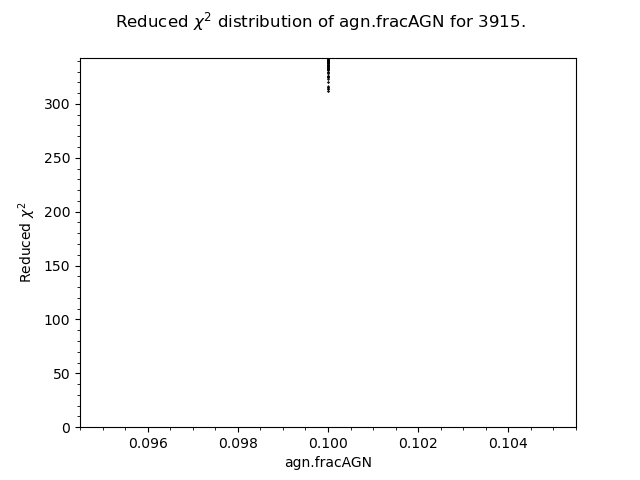 Reduced χ² distribution of agn.fracAGN for 3915.
300
250
200
150
100
50
0
Reduced χ²
0.096 0.098 0.100 0.102 0.104
agn.fracAGN